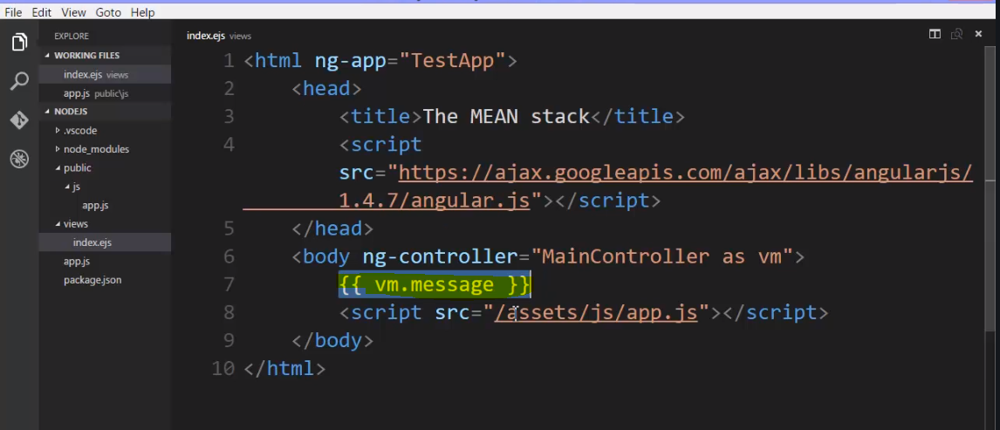 File Edit View Goto Help
EXPLORE
WORKING FILES
index.ejs views
app.js public\js
NODEJS
.vscode
node_modules
public
js
app.js
views
index.ejs
app.js
package.json
index.ejs views
1 <html ng-app="TestApp">
2 <head>
3 <title>The MEAN stack</title>
4 <script
src="https://ajax.googleapis.com/ajax/libs/angularjs/
1.4.7/angular.js"></script>
5 </head>
6 <body ng-controller="MainController as vm">
7 {{ vm.message }}
8 <script src="/assets/js/app.js"></script>
9 </body>
10 </html>